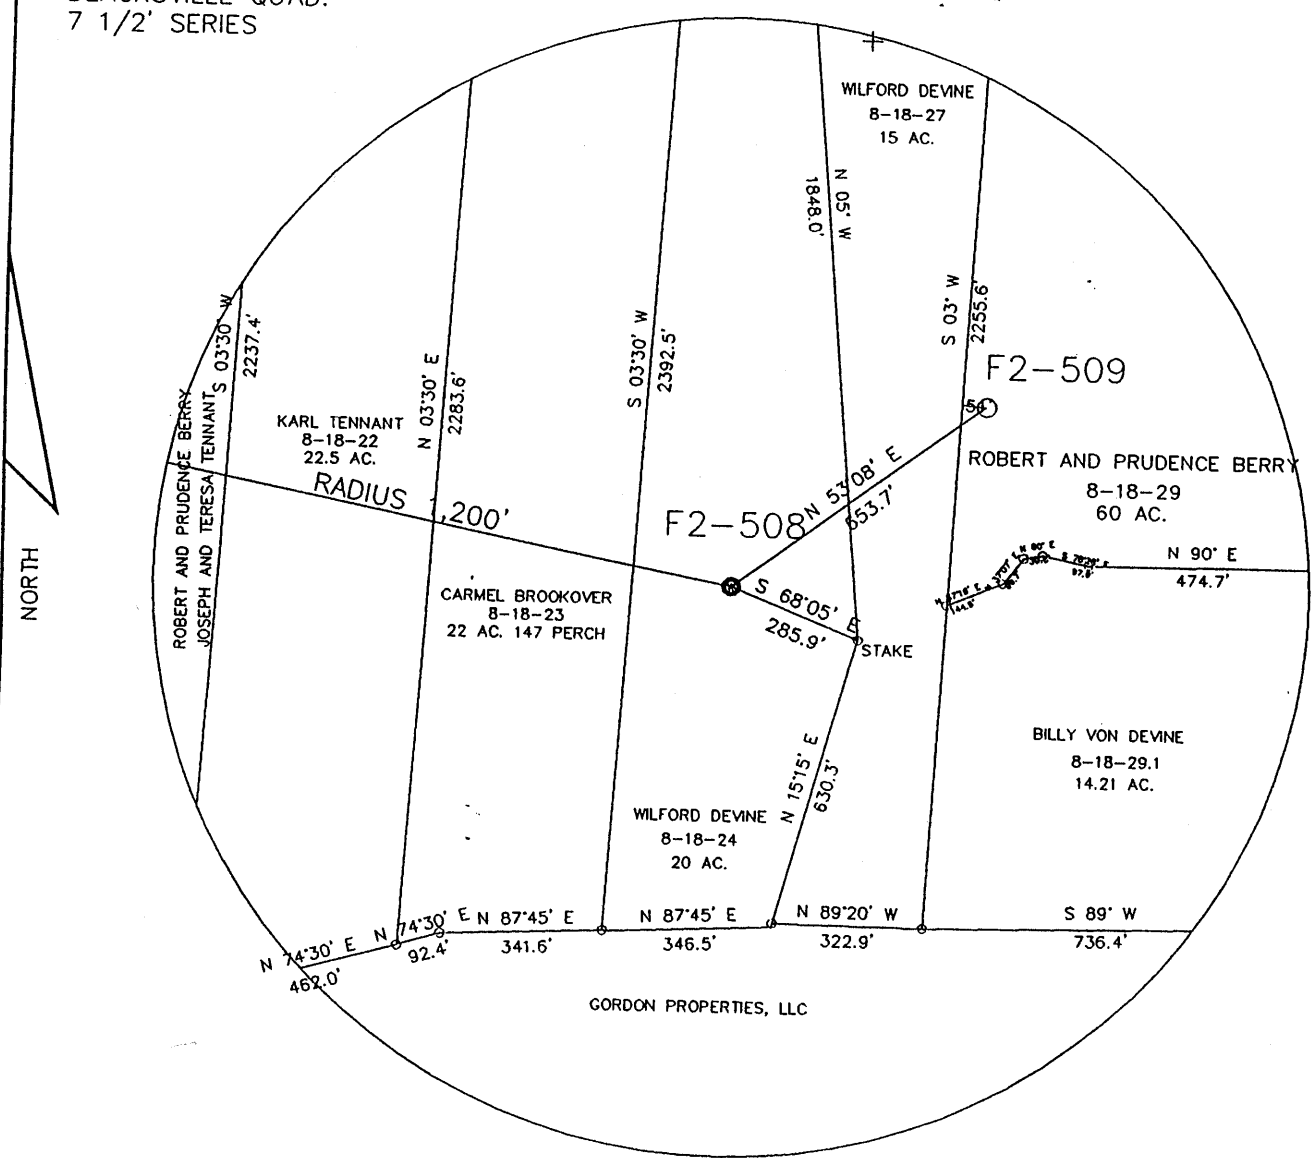 7 1/2' SERIES
WILFORD DEVINE
8-18-27
15 AC.
N 05° W
1848.0'
S 03° W
2255.6'
S 03°30' W
2237.4'
N 03°30' E
2283.6'
S 03°30' W
2392.5'
F2-509
KARL TENNANT
8-18-22
22.5 AC.
ROBERT AND PRUDENCE BERRY
JOSEPH AND TERESA TENNANT
RADIUS 1,200'
F2-508
N 53°08' E
553.7'
ROBERT AND PRUDENCE BERRY
8-18-29
60 AC.
N 90° E
474.7'
NORTH
CARMEL BROOKOVER
8-18-23
22 AC. 147 PERCH
S 68°05' E
285.9'
STAKE
N 15°15' E
630.3'
BILLY VON DEVINE
8-18-29.1
14.21 AC.
WILFORD DEVINE
8-18-24
20 AC.
N 74°30' E
462.0'
N 74°30' E
92.4'
N 87°45' E
341.6'
N 87°45' E
346.5'
N 89°20' W
322.9'
S 89° W
736.4'
GORDON PROPERTIES, LLC